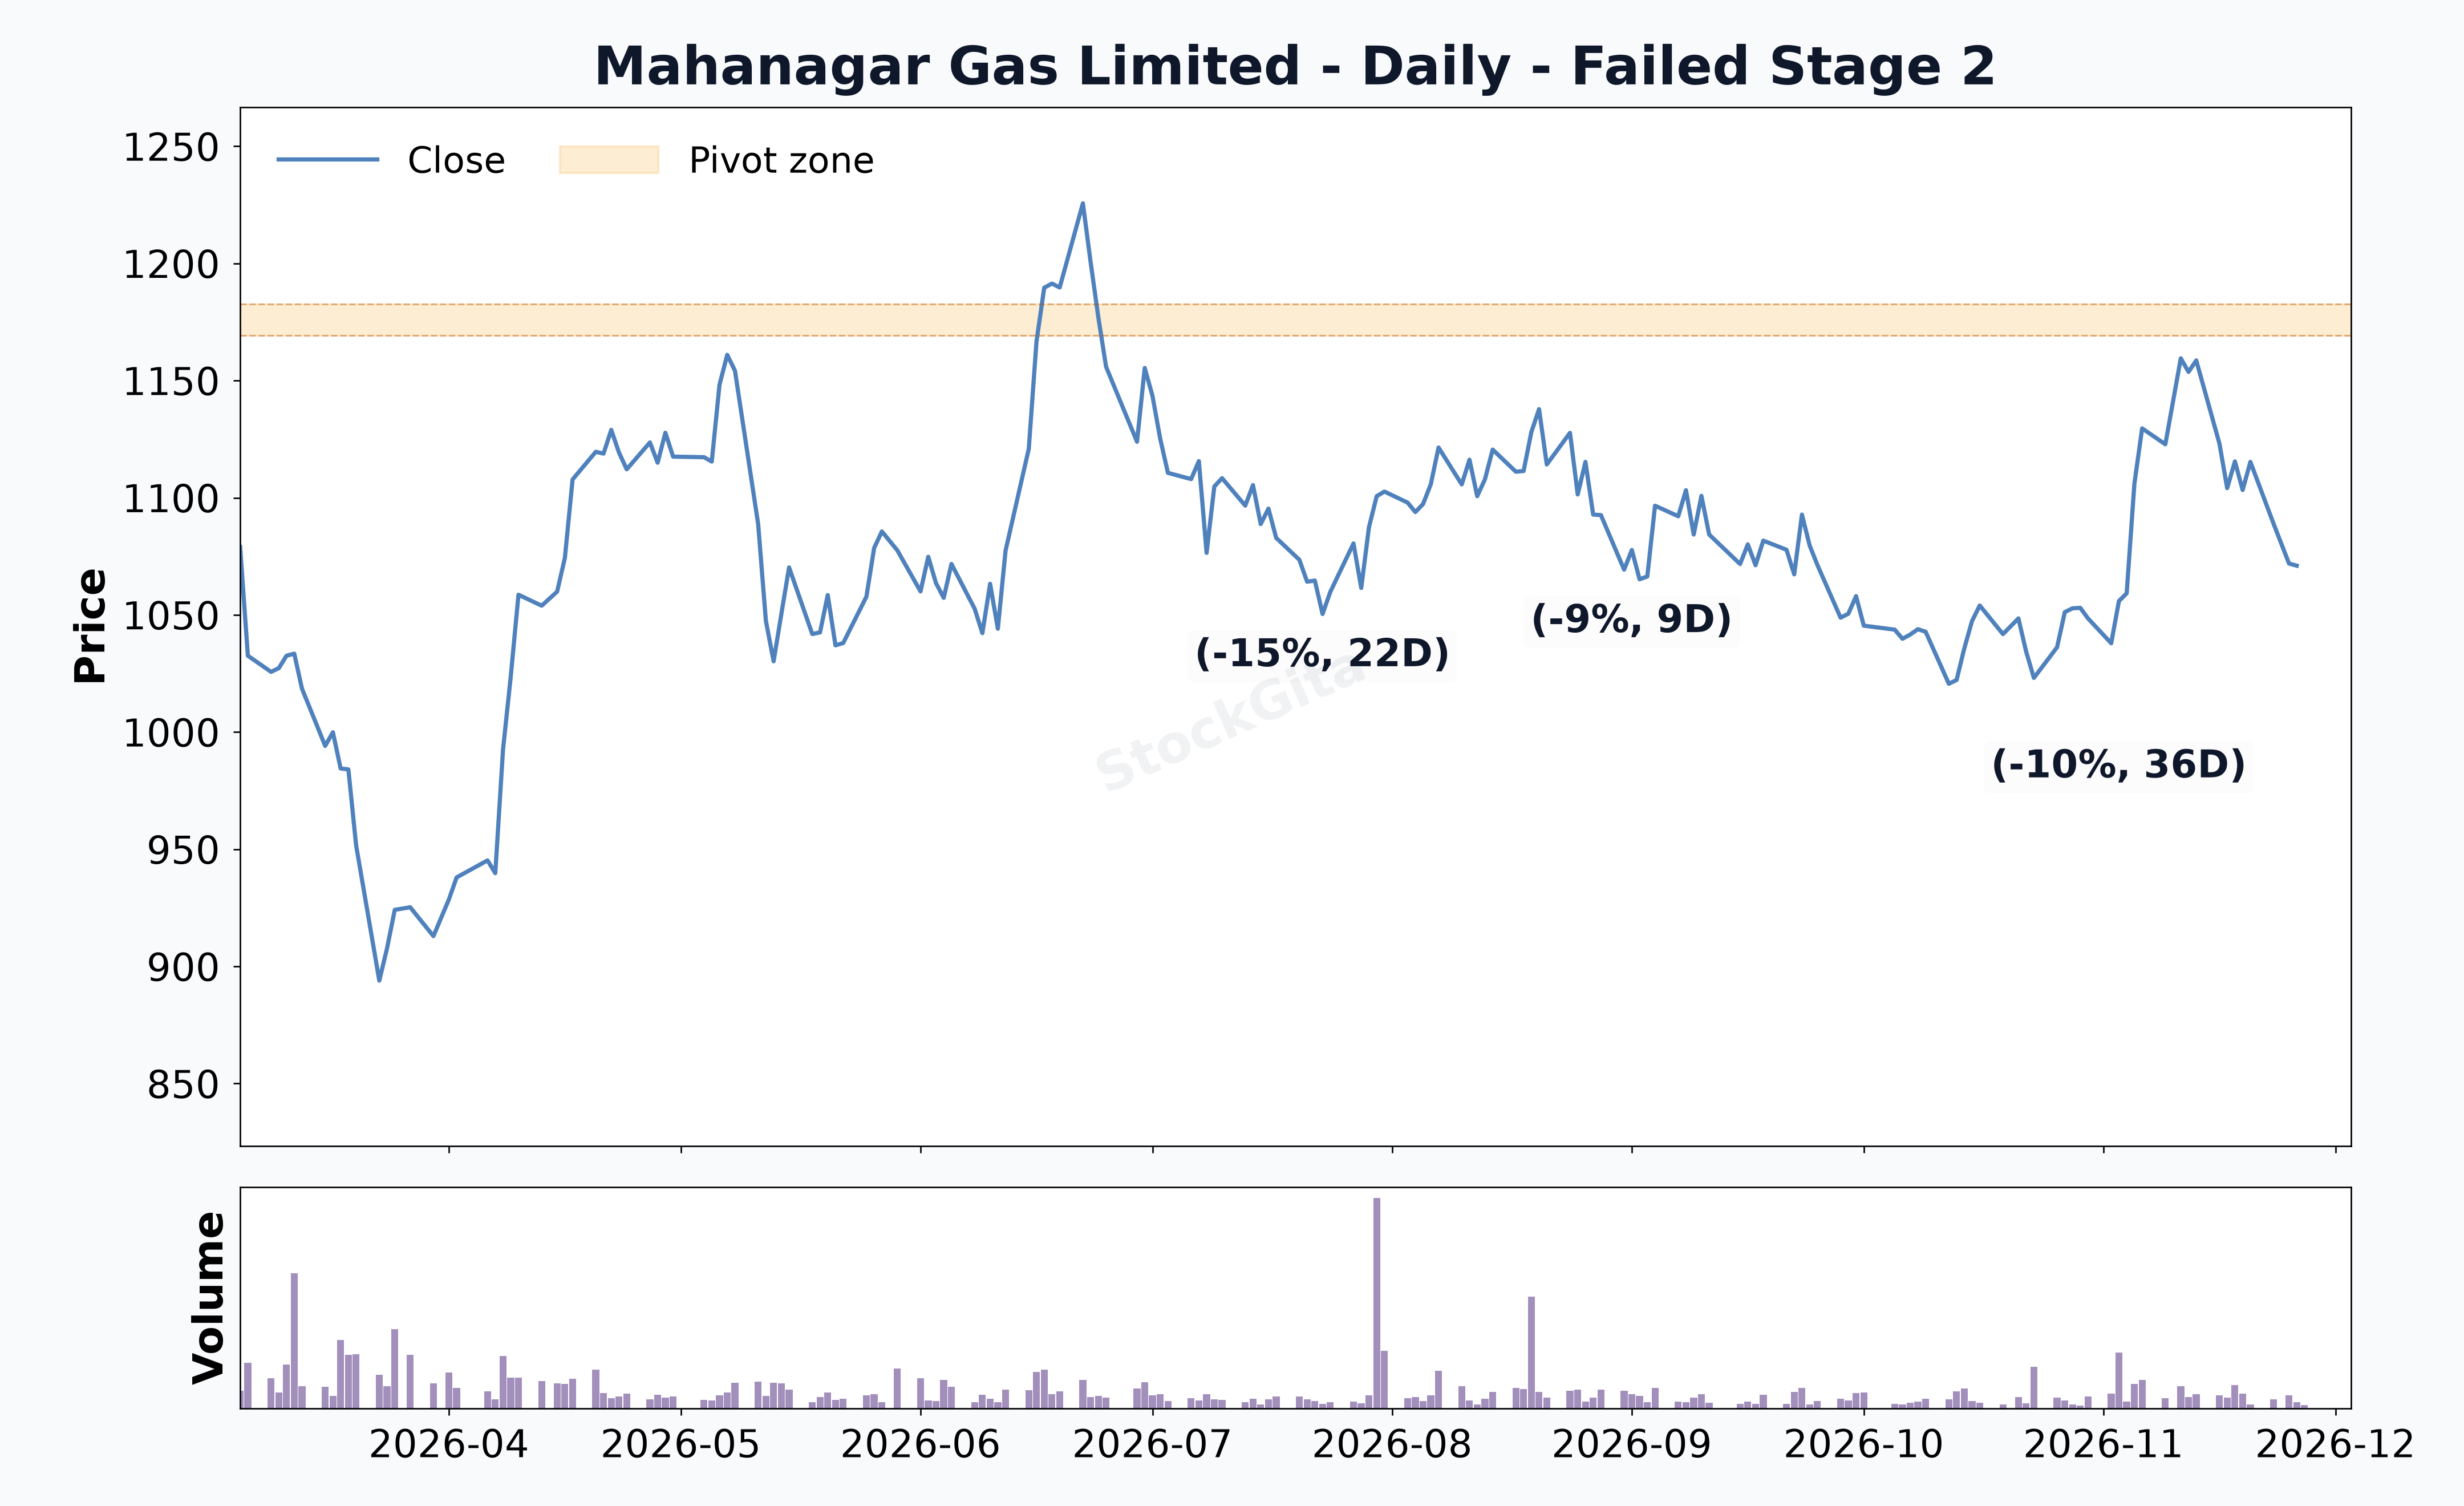 Mahanagar Gas Limited - Daily - Failed Stage 2
Close
Pivot zone
Price
1250
1200
1150
1100
1050
1000
950
900
850
(-15%, 22D)
(-9%, 9D)
(-10%, 36D)
StockGita
Volume
2026-04
2026-05
2026-06
2026-07
2026-08
2026-09
2026-10
2026-11
2026-12